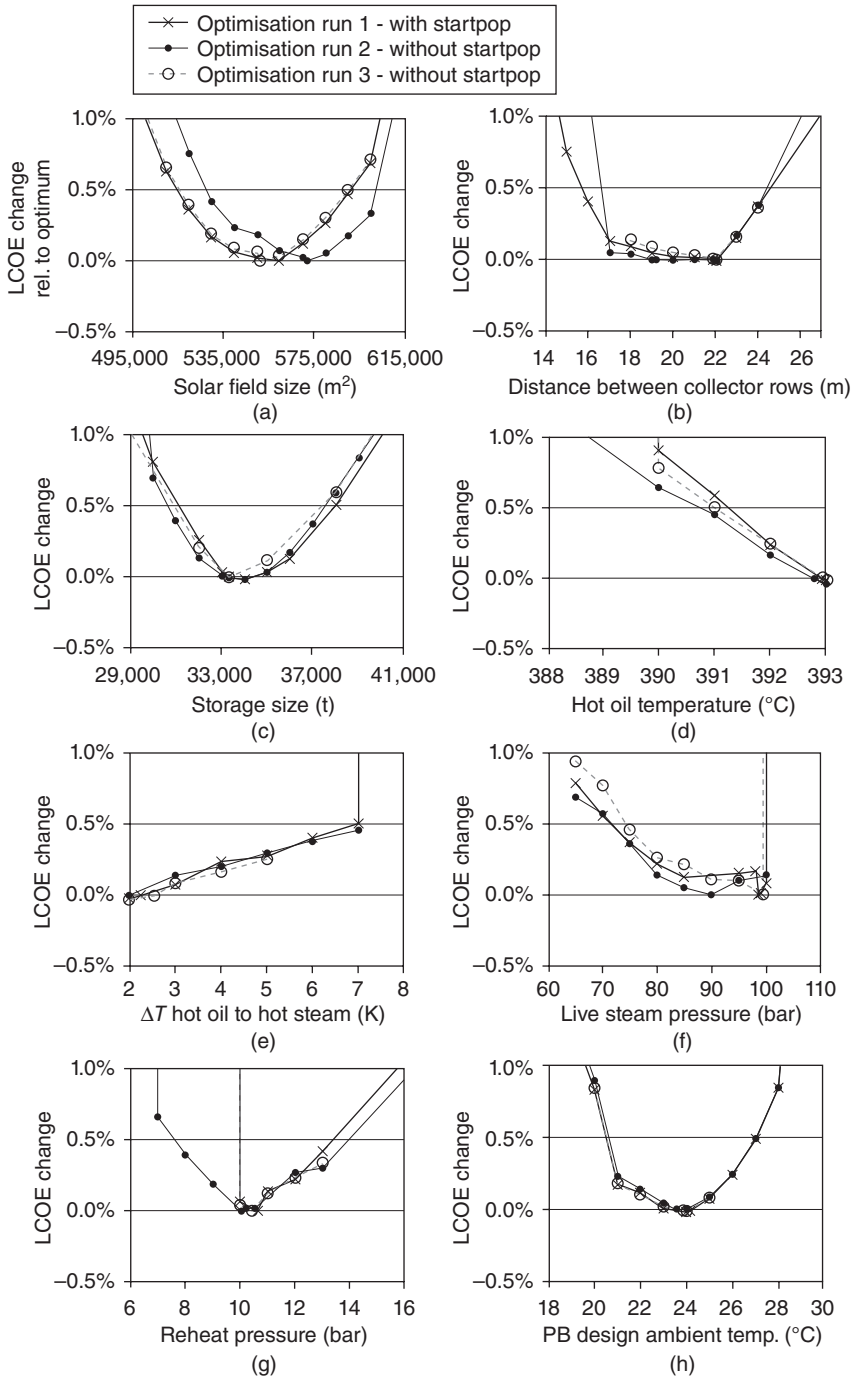 Optimisation run 1 - with startpop
Optimisation run 2 - without startpop
Optimisation run 3 - without startpop
LCOE change
rel. to optimum
1.0%
0.5%
0.0%
–0.5%
495,000 535,000 575,000 615,000
Solar field size (m²)
(a)
1.0%
0.5%
0.0%
–0.5%
14 16 18 20 22 24 26
Distance between collector rows (m)
(b)
LCOE change
1.0%
0.5%
0.0%
–0.5%
29,000 33,000 37,000 41,000
Storage size (t)
(c)
LCOE change
1.0%
0.5%
0.0%
–0.5%
388 389 390 391 392 393
Hot oil temperature (°C)
(d)
LCOE change
1.0%
0.5%
0.0%
–0.5%
2 3 4 5 6 7 8
ΔT hot oil to hot steam (K)
(e)
LCOE change
1.0%
0.5%
0.0%
–0.5%
60 70 80 90 100 110
Live steam pressure (bar)
(f)
LCOE change
1.0%
0.5%
0.0%
–0.5%
6 8 10 12 14 16
Reheat pressure (bar)
(g)
LCOE change
1.0%
0.5%
0.0%
–0.5%
18 20 22 24 26 28 30
PB design ambient temp. (°C)
(h)